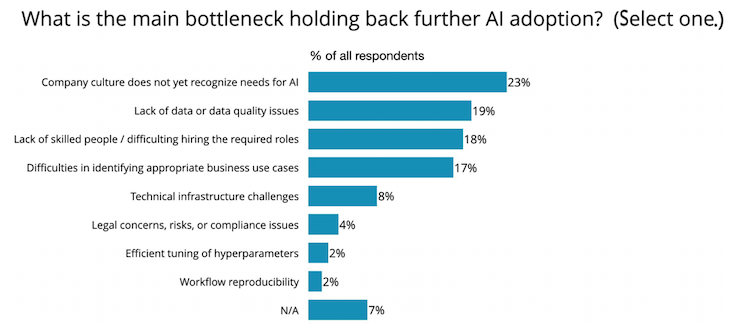 What is the main bottleneck holding back further AI adoption? (Select one.)
% of all respondents
Company culture does not yet recognize needs for AI 23%
Lack of data or data quality issues 19%
Lack of skilled people / difficulting hiring the required roles 18%
Difficulties in identifying appropriate business use cases 17%
Technical infrastructure challenges 8%
Legal concerns, risks, or compliance issues 4%
Efficient tuning of hyperparameters 2%
Workflow reproducibility 2%
N/A 7%